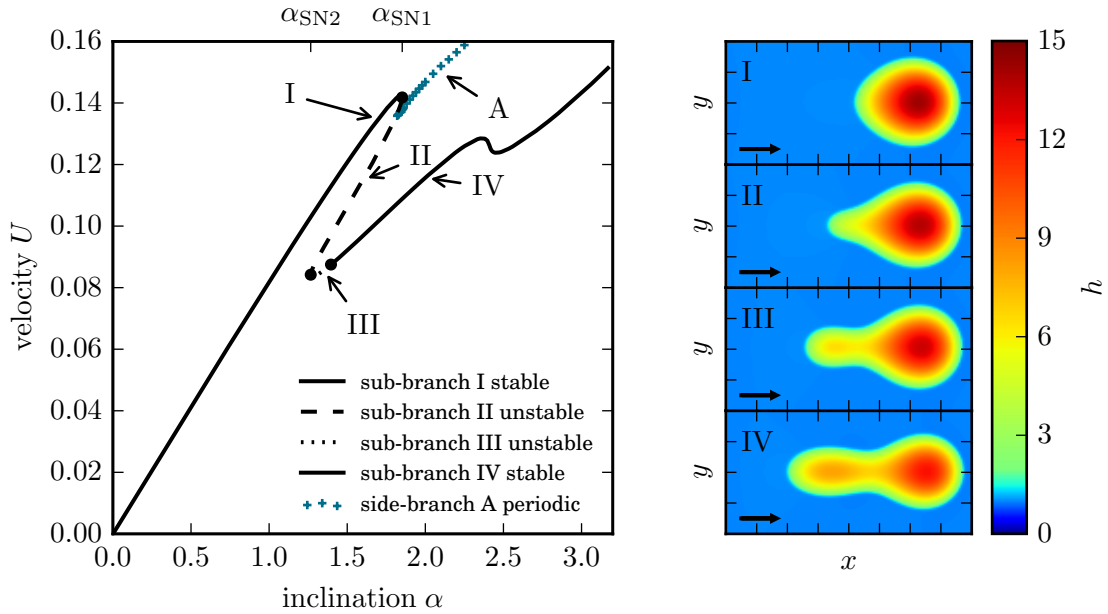 α_SN2 α_SN1
0.16
0.14
0.12
0.10
0.08
0.06
0.04
0.02
0.00
velocity U
I
A
II
IV
III
sub-branch I stable
sub-branch II unstable
sub-branch III unstable
sub-branch IV stable
side-branch A periodic
0.0 0.5 1.0 1.5 2.0 2.5 3.0
inclination α
I
y
II
y
III
y
IV
y
x
15
12
9
6
3
0
h